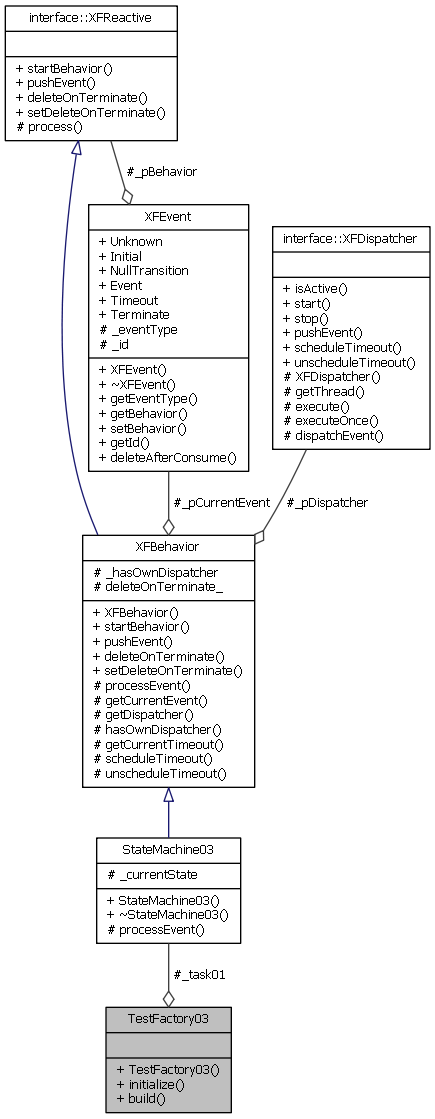 interface::XFReactive
+ startBehavior()
+ pushEvent()
+ deleteOnTerminate()
+ setDeleteOnTerminate()
# process()
#_pBehavior
XFEvent
+ Unknown
+ Initial
+ NullTransition
+ Event
+ Timeout
+ Terminate
# _eventType
# _id
+ XFEvent()
+ ~XFEvent()
+ getEventType()
+ getBehavior()
+ setBehavior()
+ getId()
+ deleteAfterConsume()
interface::XFDispatcher
+ isActive()
+ start()
+ stop()
+ pushEvent()
+ scheduleTimeout()
+ unscheduleTimeout()
# XFDispatcher()
# getThread()
# execute()
# executeOnce()
# dispatchEvent()
#_pCurrentEvent
#_pDispatcher
XFBehavior
# _hasOwnDispatcher
# deleteOnTerminate_
+ XFBehavior()
+ startBehavior()
+ pushEvent()
+ deleteOnTerminate()
+ setDeleteOnTerminate()
# processEvent()
# getCurrentEvent()
# getDispatcher()
# hasOwnDispatcher()
# getCurrentTimeout()
# scheduleTimeout()
# unscheduleTimeout()
StateMachine03
# _currentState
+ StateMachine03()
+ ~StateMachine03()
# processEvent()
#_task01
TestFactory03
+ TestFactory03()
+ initialize()
+ build()